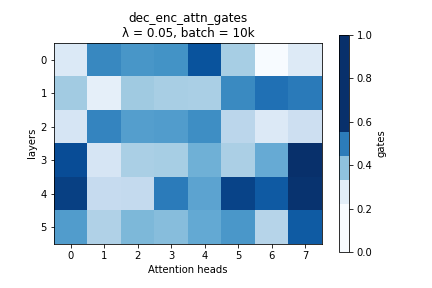 dec_enc_attn_gates
λ = 0.05, batch = 10k
layers
0
1
2
3
4
5
0 1 2 3 4 5 6 7
Attention heads
1.0
0.8
0.6
0.4
0.2
0.0
gates